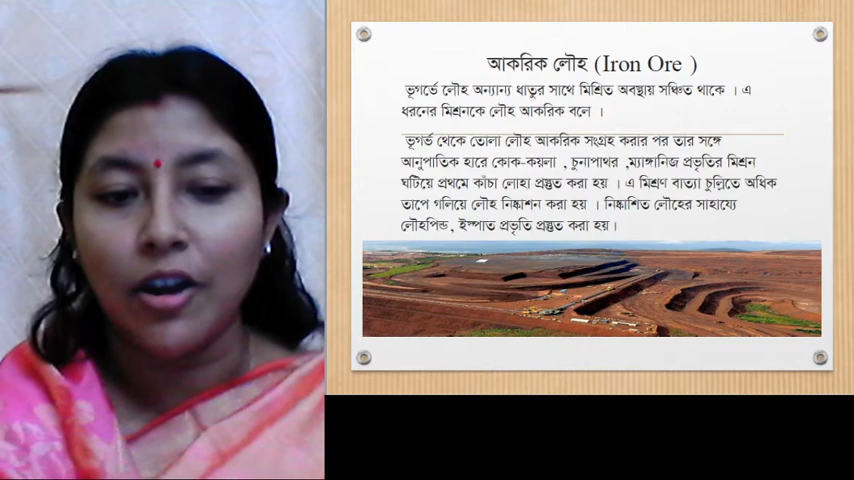 আকরিক লৌহ (Iron Ore )
ভূগর্ভে লৌহ অন্যান্য ধাতুর সাথে মিশ্রিত অবস্থায় সঞ্চিত থাকে । এ
ধরনের মিশ্রনকে লৌহ আকরিক বলে ।
ভূগর্ভ থেকে তোলা লৌহ আকরিক সংগ্রহ করার পর তার সঙ্গে
আনুপাতিক হারে কোক-কয়লা , চুনাপাথর ,ম্যাঙ্গানিজ প্রভৃতির মিশ্রন
ঘটিয়ে প্রথমে কাঁচা লোহা প্রস্তুত করা হয় । এ মিশ্রণ বাত্যা চুল্লিতে অধিক
তাপে গলিয়ে লৌহ নিষ্কাশন করা হয় । নিষ্কাশিত লৌহের সাহায্যে
লৌহপিন্ড, ইস্পাত প্রভৃতি প্রস্তুত করা হয়।